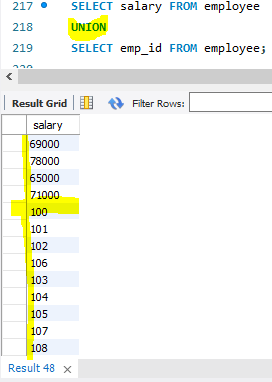 217 SELECT salary FROM employee
218 UNION
219 SELECT emp_id FROM employee;
Result Grid Filter Rows:
salary
69000
78000
65000
71000
100
101
102
106
103
104
105
107
108
Result 48 ×